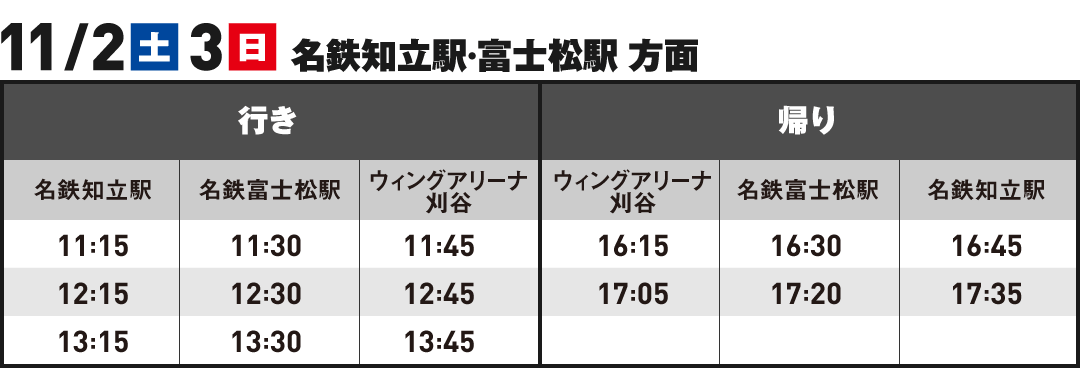 11/2土 3日 名鉄知立駅・富士松駅 方面
行き 帰り
名鉄知立駅 名鉄富士松駅 ウィングアリーナ刈谷 ウィングアリーナ刈谷 名鉄富士松駅 名鉄知立駅
11:15 11:30 11:45 16:15 16:30 16:45
12:15 12:30 12:45 17:05 17:20 17:35
13:15 13:30 13:45